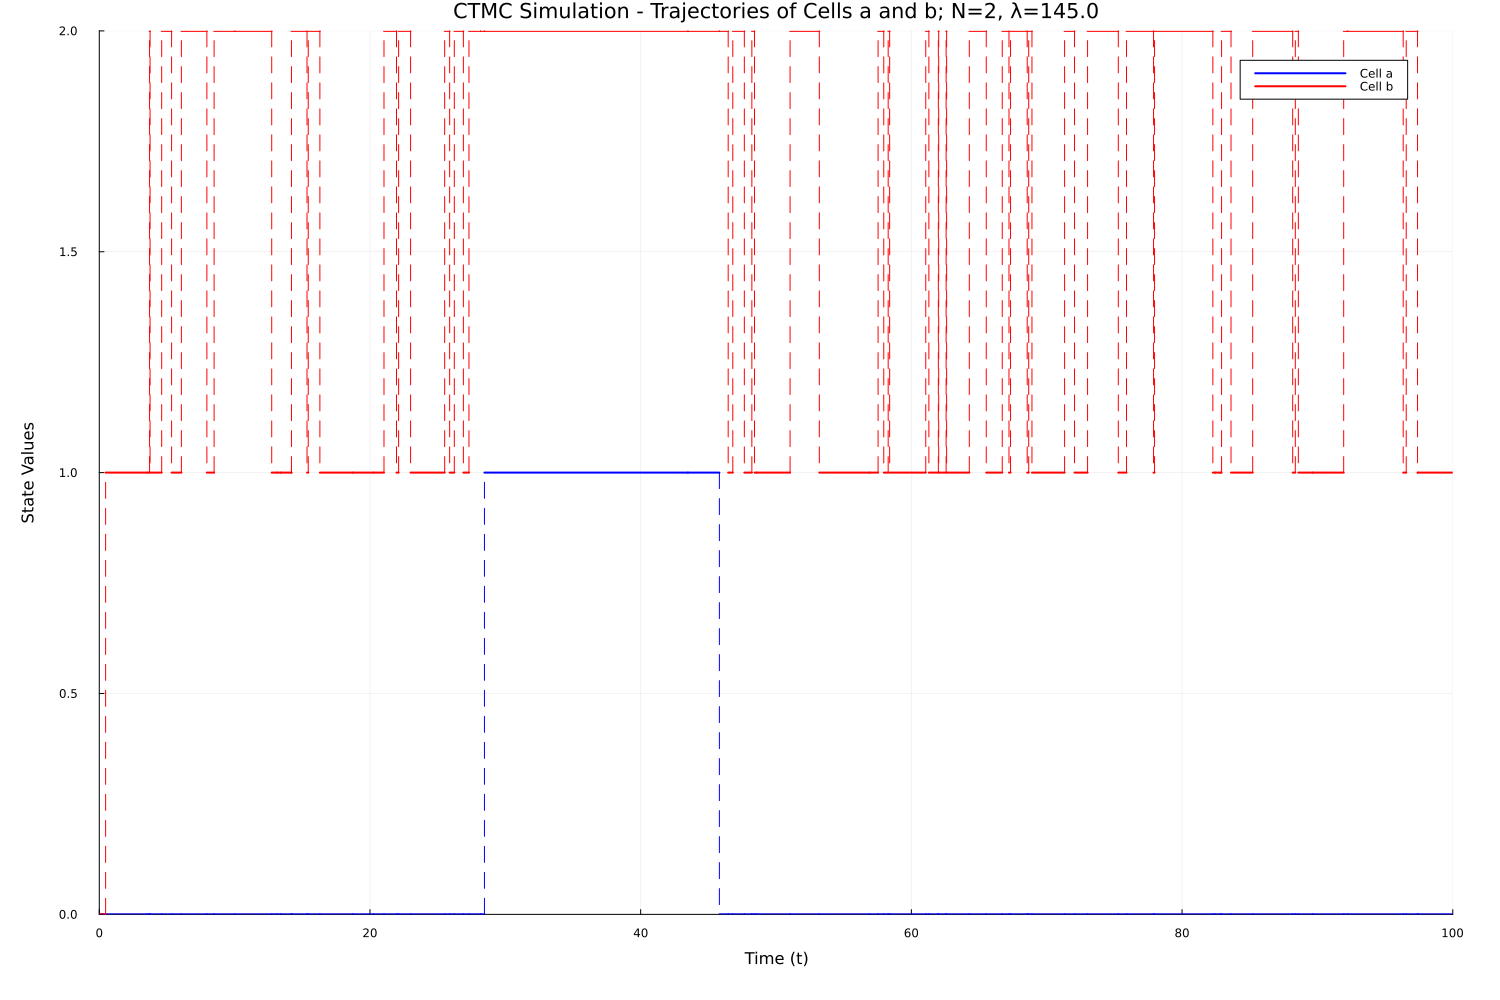 CTMC Simulation - Trajectories of Cells a and b; N=2, λ=145.0
2.0
Cell a
Cell b
1.5
1.0
State Values
0.5
0.0
0 20 40 60 80 100
Time (t)